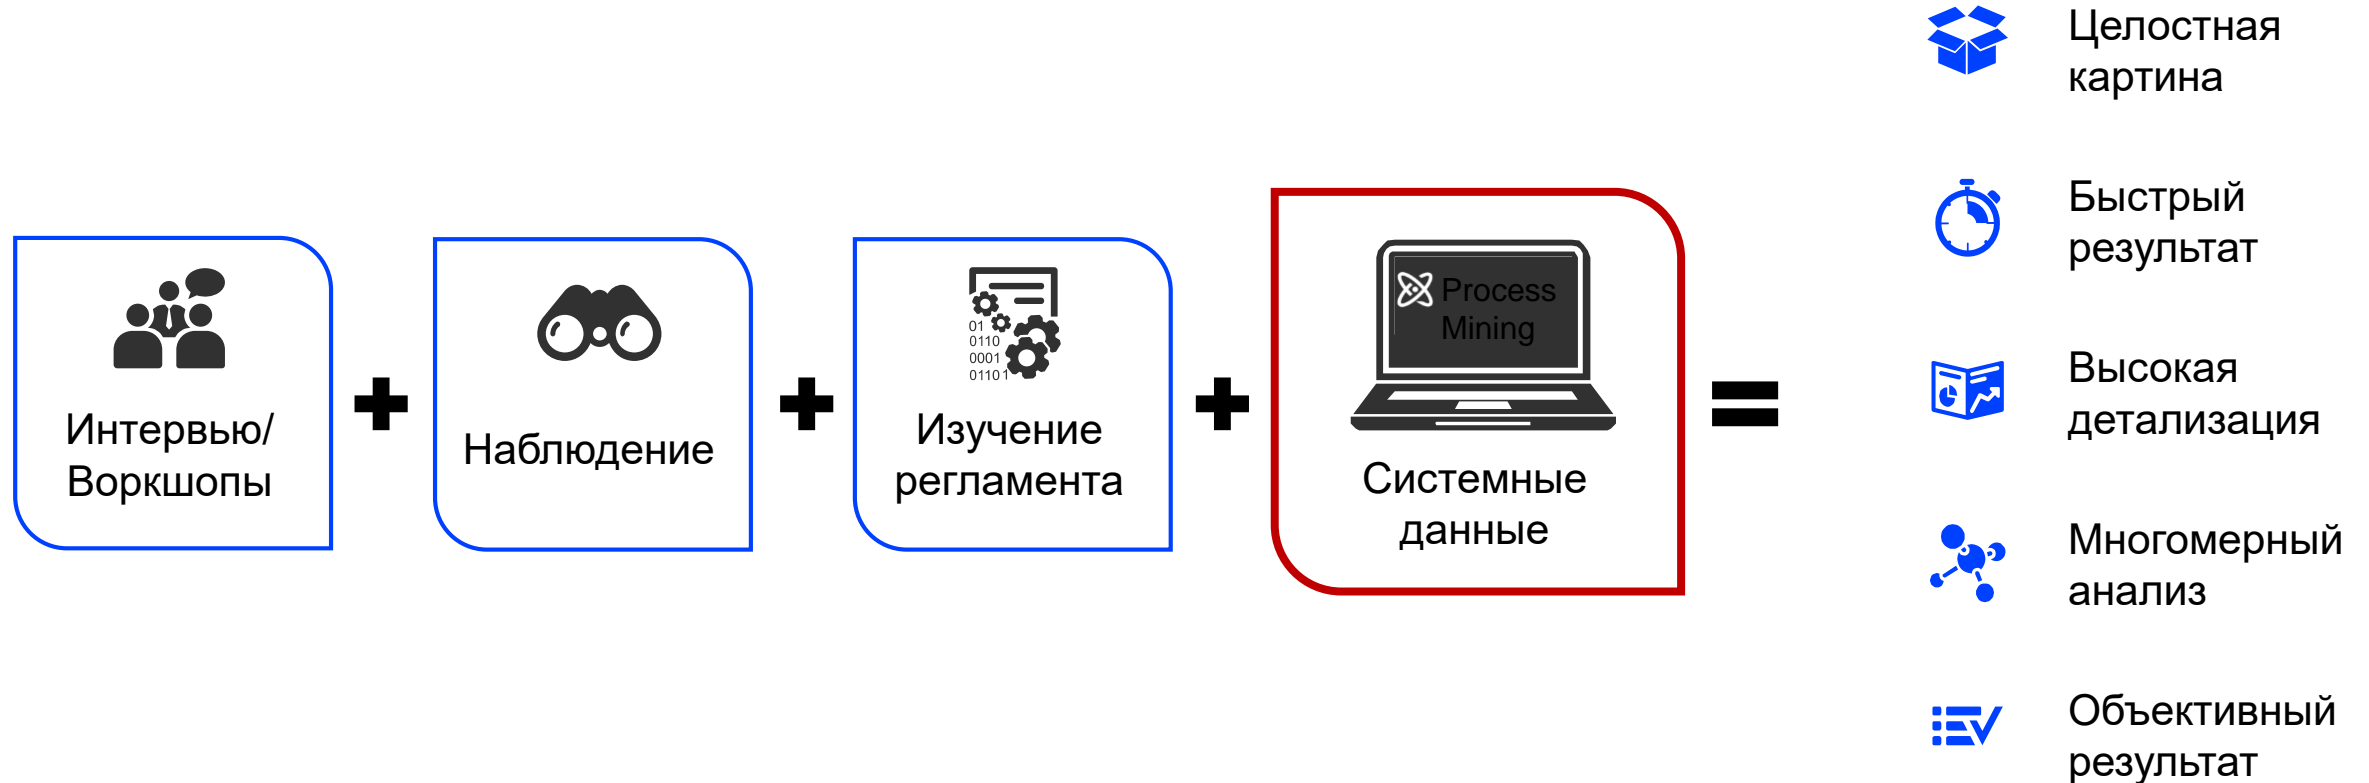 Интервью/
Воркшопы
Наблюдение
01
0110
0001
01101
Изучение
регламента
Process
Mining
Системные
данные
Целостная
картина
Быстрый
результат
Высокая
детализация
Многомерный
анализ
Объективный
результат